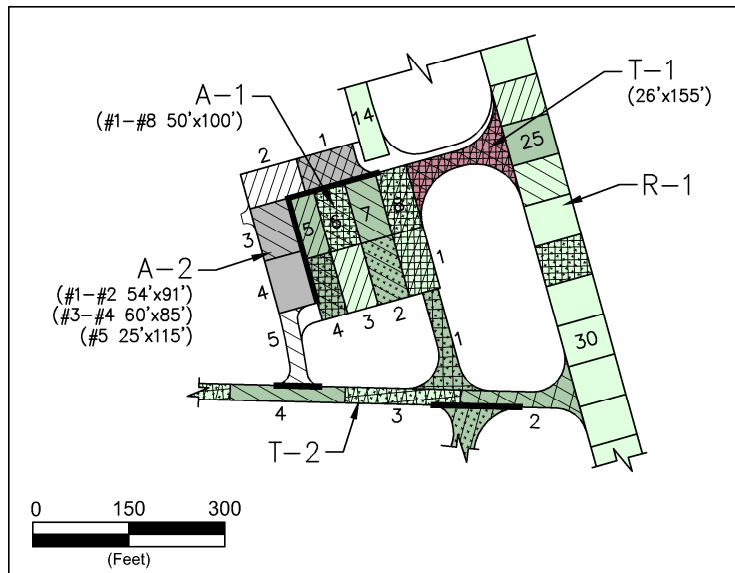 A-1
(#1-#8 50'x100')
T-1
(26'x155')
14
25
R-1
2
1
3
4
5
6
7
8
A-2
(#1-#2 54'x91')
(#3-#4 60'x85')
(#5 25'x115')
1
4
3
2
5
1
30
4
3
2
T-2
0 150 300
(Feet)